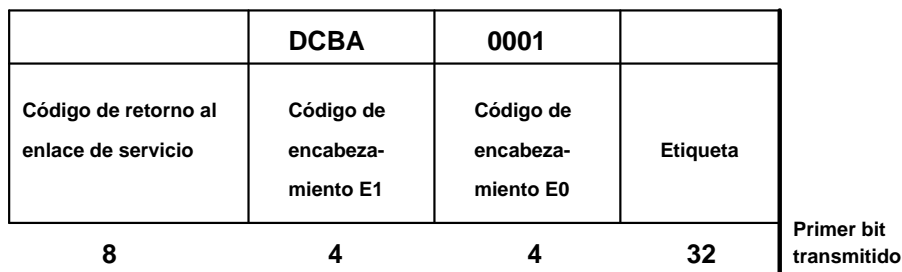 DCBA 0001
Código de retorno al
enlace de servicio
Código de
encabeza-
miento E1
Código de
encabeza-
miento E0
Etiqueta
8 4 4 32
Primer bit
transmitido